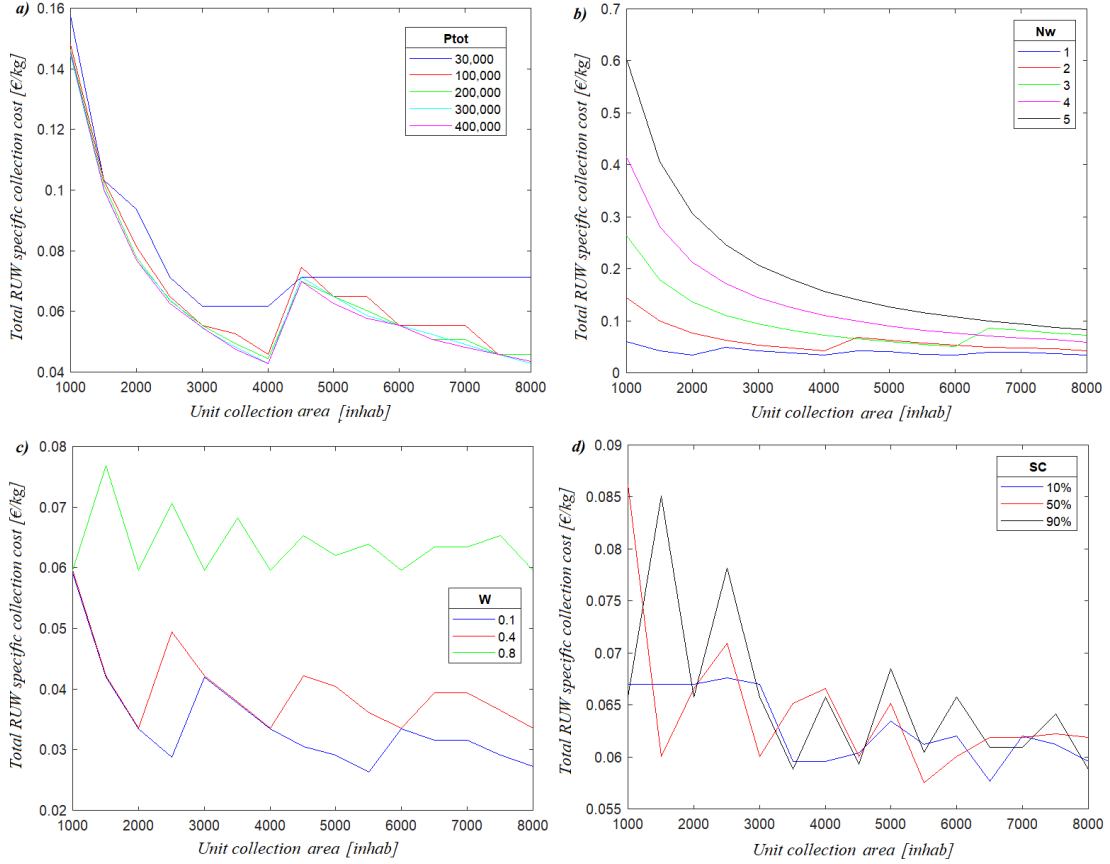 a)
Total RUW specific collection cost [€/kg]
0.16
0.14
0.12
0.1
0.08
0.06
0.04
Ptot
30,000
100,000
200,000
300,000
400,000
1000 2000 3000 4000 5000 6000 7000 8000
Unit collection area [inhab]
b)
Total RUW specific collection cost [€/kg]
0.7
0.6
0.5
0.4
0.3
0.2
0.1
0
Nw
1
2
3
4
5
1000 2000 3000 4000 5000 6000 7000 8000
Unit collection area [inhab]
c)
Total RUW specific collection cost [€/kg]
0.08
0.07
0.06
0.05
0.04
0.03
0.02
W
0.1
0.4
0.8
1000 2000 3000 4000 5000 6000 7000 8000
Unit collection area [inhab]
d)
Total RUW specific collection cost [€/kg]
0.09
0.085
0.08
0.075
0.07
0.065
0.06
0.055
SC
10%
50%
90%
1000 2000 3000 4000 5000 6000 7000 8000
Unit collection area [inhab]